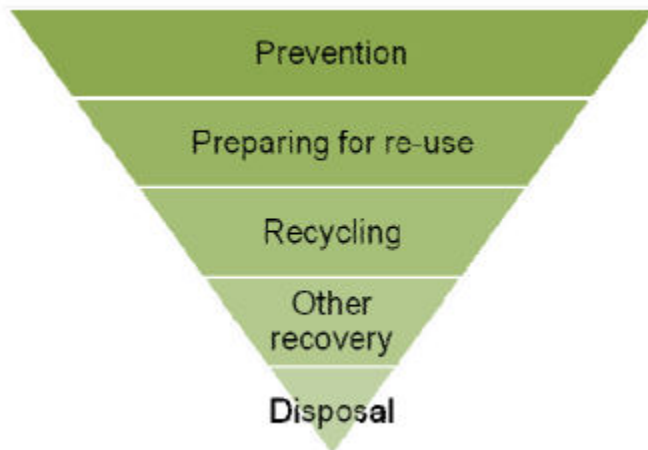 Prevention
Preparing for re-use
Recycling
Other
recovery
Disposal